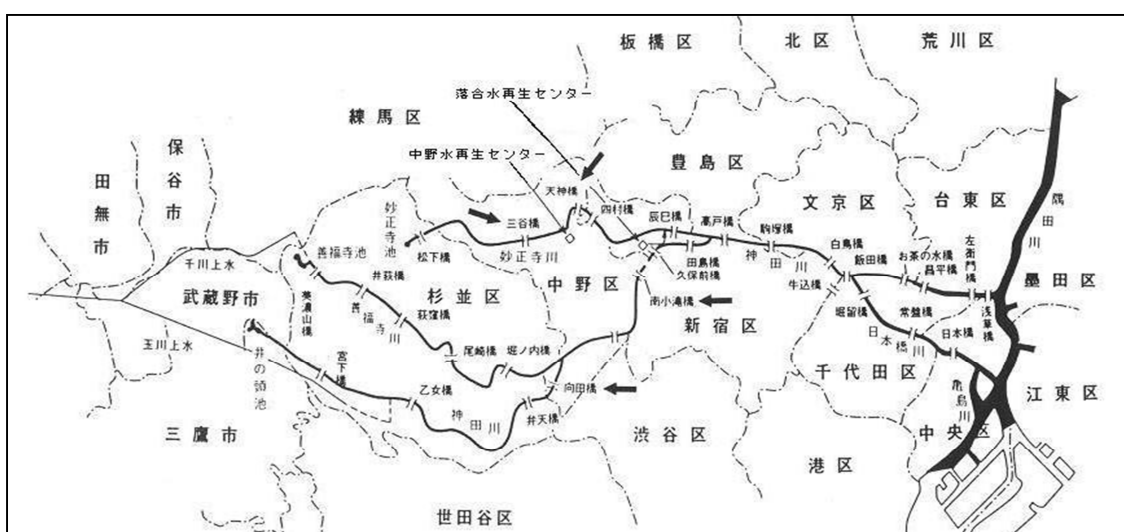 板橋区
北区
荒川区
落合水再生センター
練馬区
中野水再生センター
豊島区
保谷市
田無市
天神橋
四村橋
文京区
台東区
隅田川
妙正寺池
三谷橋
辰巳橋
高戸橋
駒塚橋
松下橋
妙正寺川
田島橋
久保前橋
神田川
白鳥橋
飯田橋
お茶の水橋
昌平橋
左衛門橋
浅草橋
墨田区
千川上水
善福寺池
井荻橋
武蔵野市
美濃山橋
善福寺川
杉並区
荻窪橋
中野区
南小滝橋
新宿区
牛込橋
堀留橋
常盤橋
日本橋川
日本橋
玉川上水
井の頭池
宮下橋
尾崎橋
堀ノ内橋
千代田区
亀島川
江東区
乙女橋
神田川
弁天橋
向田橋
三鷹市
渋谷区
港区
中央区
世田谷区